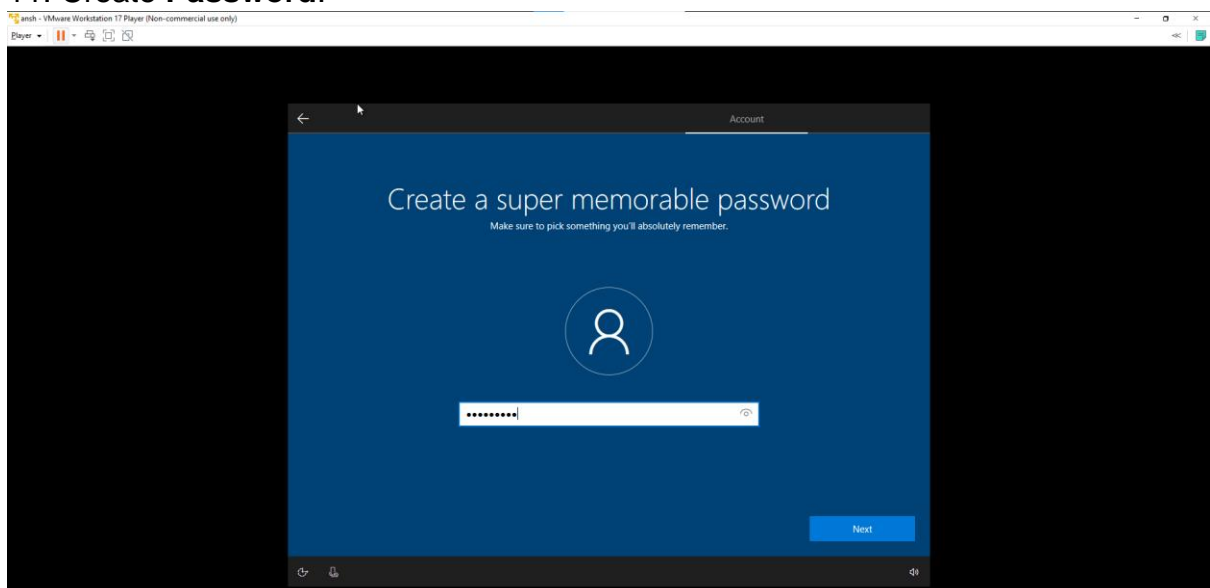 Create Password.
ansh - VMware Workstation 17 Player (Non-commercial use only)
Player
Account
Create a super memorable password
Make sure to pick something you'll absolutely remember.
•••••••••
Next